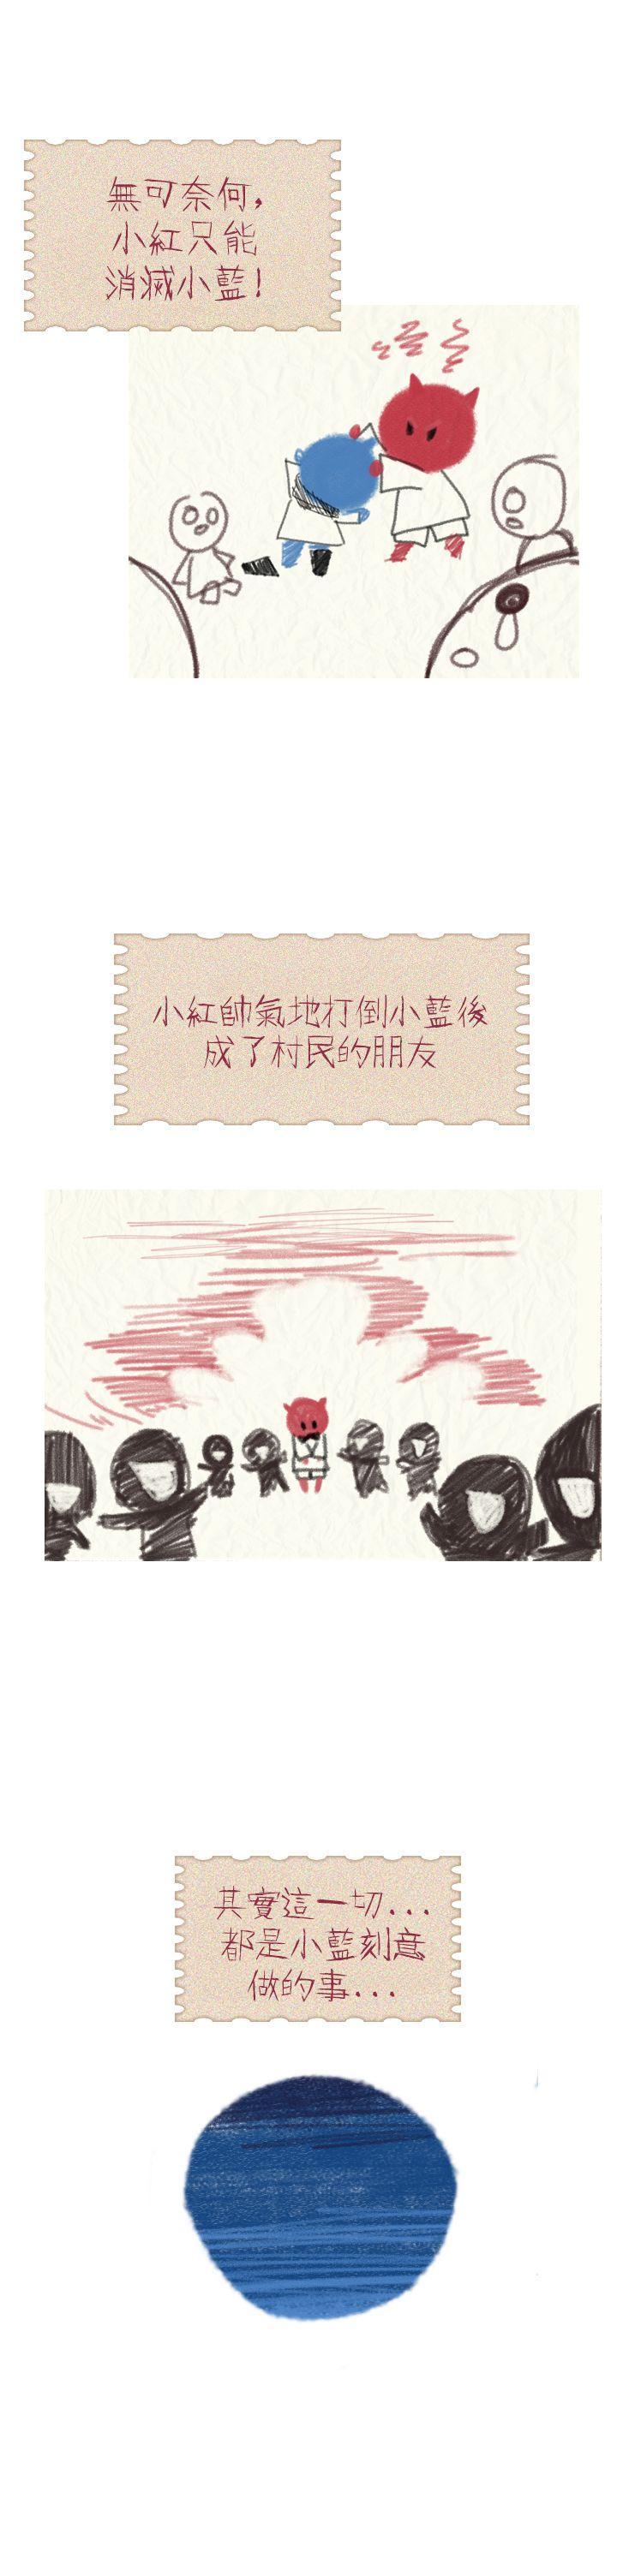 無可奈何,
小紅只能
消滅小藍!
小紅帥氣地打倒小藍後
成了村民的朋友
其實這一切...
都是小藍刻意
做的事...